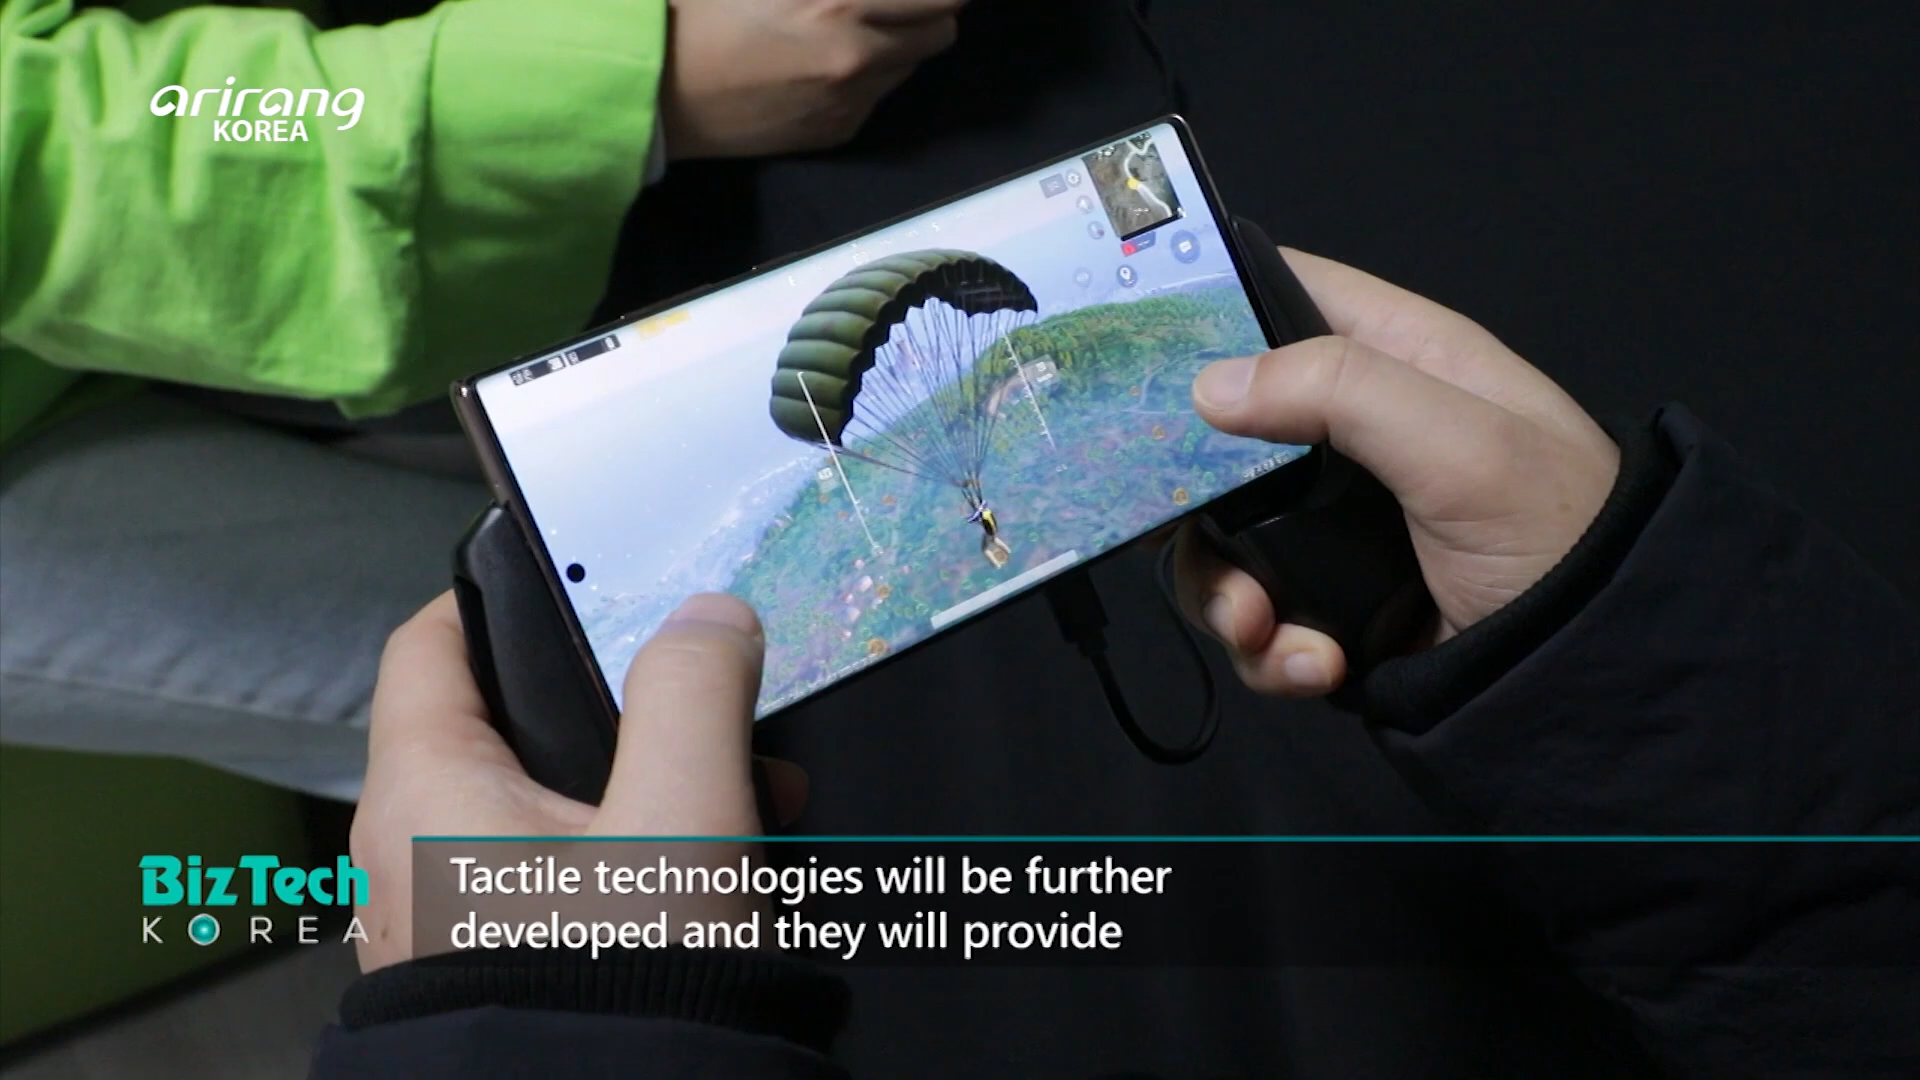 arirang
KOREA
BizTech
KOREA
Tactile technologies will be further
developed and they will provide